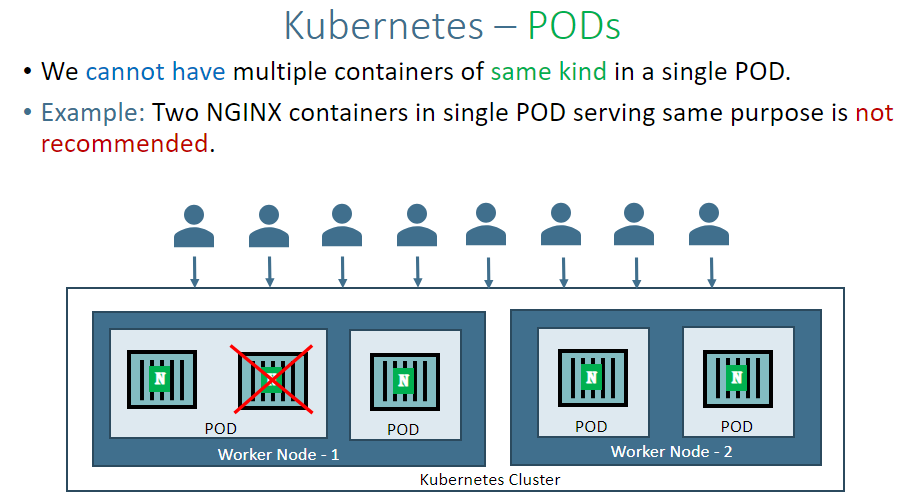 Kubernetes – PODs
• We cannot have multiple containers of same kind in a single POD.
• Example: Two NGINX containers in single POD serving same purpose is not
recommended.
N
N
N
N
N
POD
POD
POD
POD
Worker Node - 1
Worker Node - 2
Kubernetes Cluster